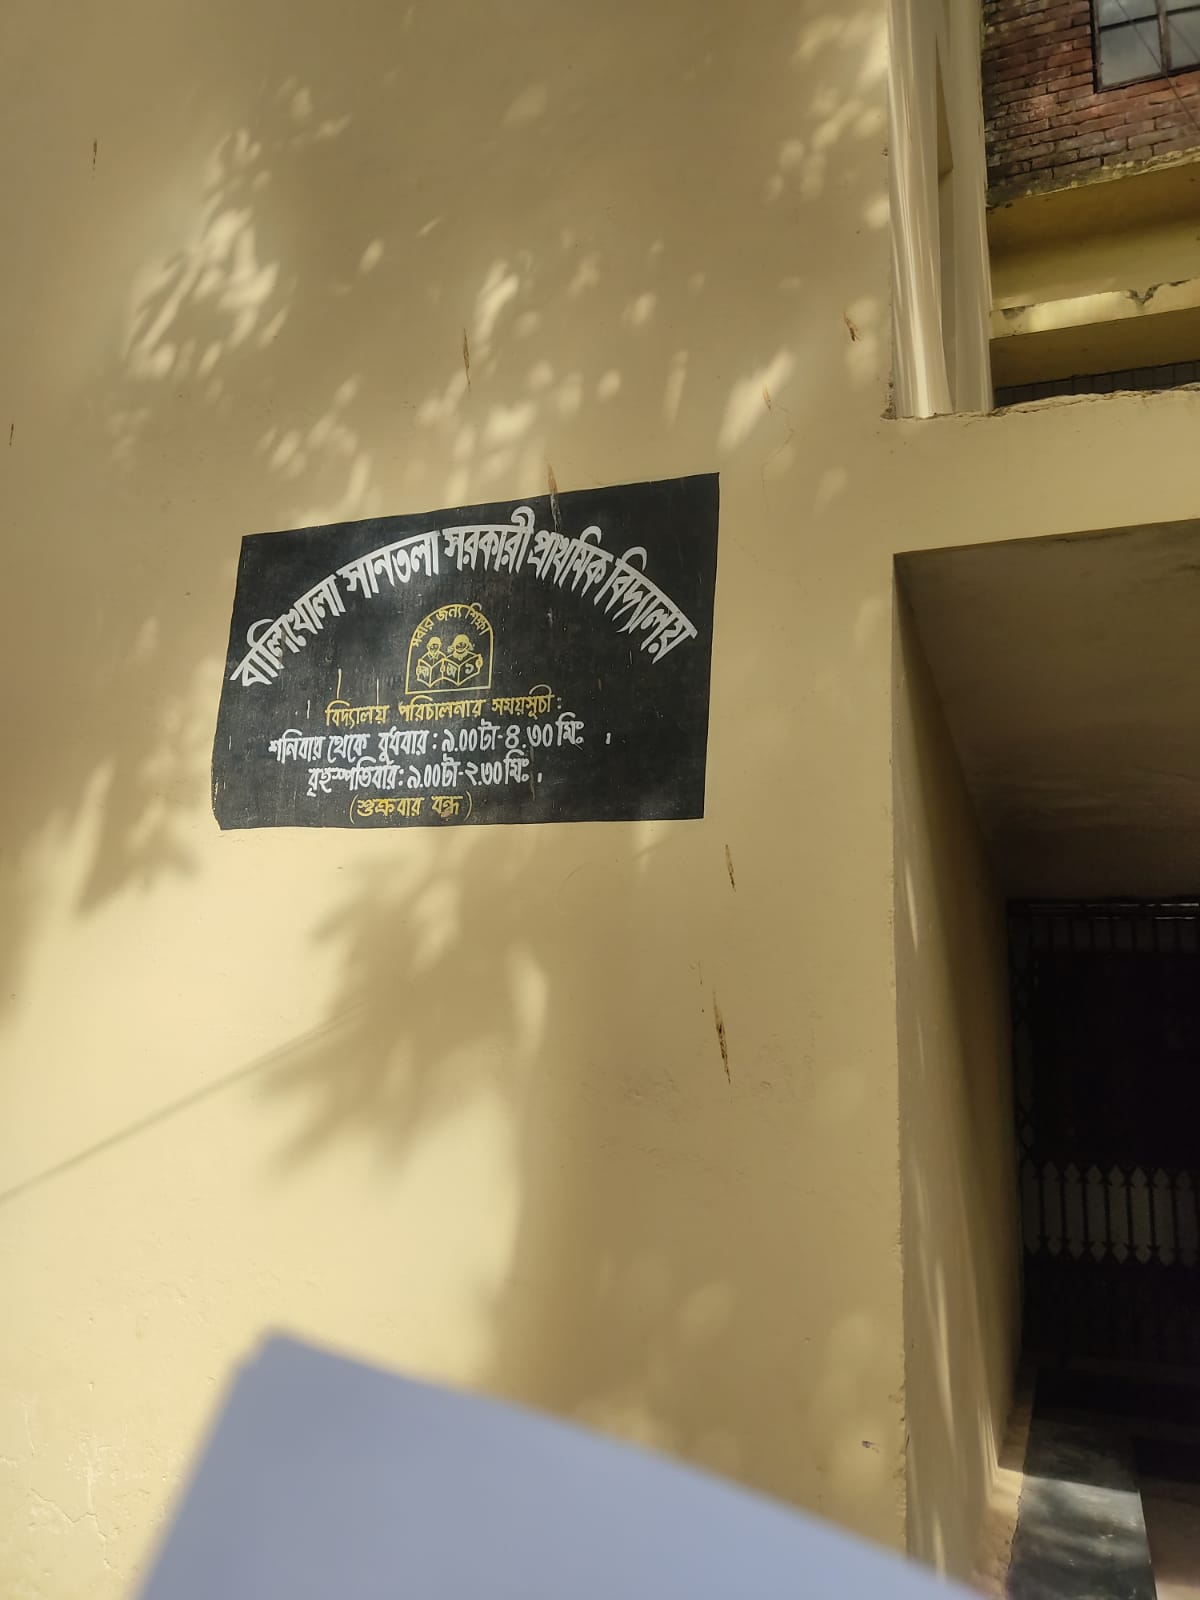 বালিখোলা সানতলা সরকারী প্রাথমিক বিদ্যালয়
সবার জন্য শিক্ষা
বিদ্যালয় পরিচালনার সময়সূচী:
শনিবার থেকে বুধবার: ৯.০০টা-৪.৩০মিঃ।
বৃহস্পতিবার: ৯.০০টা-২.৩০মিঃ।
(শুক্রবার বন্ধ)